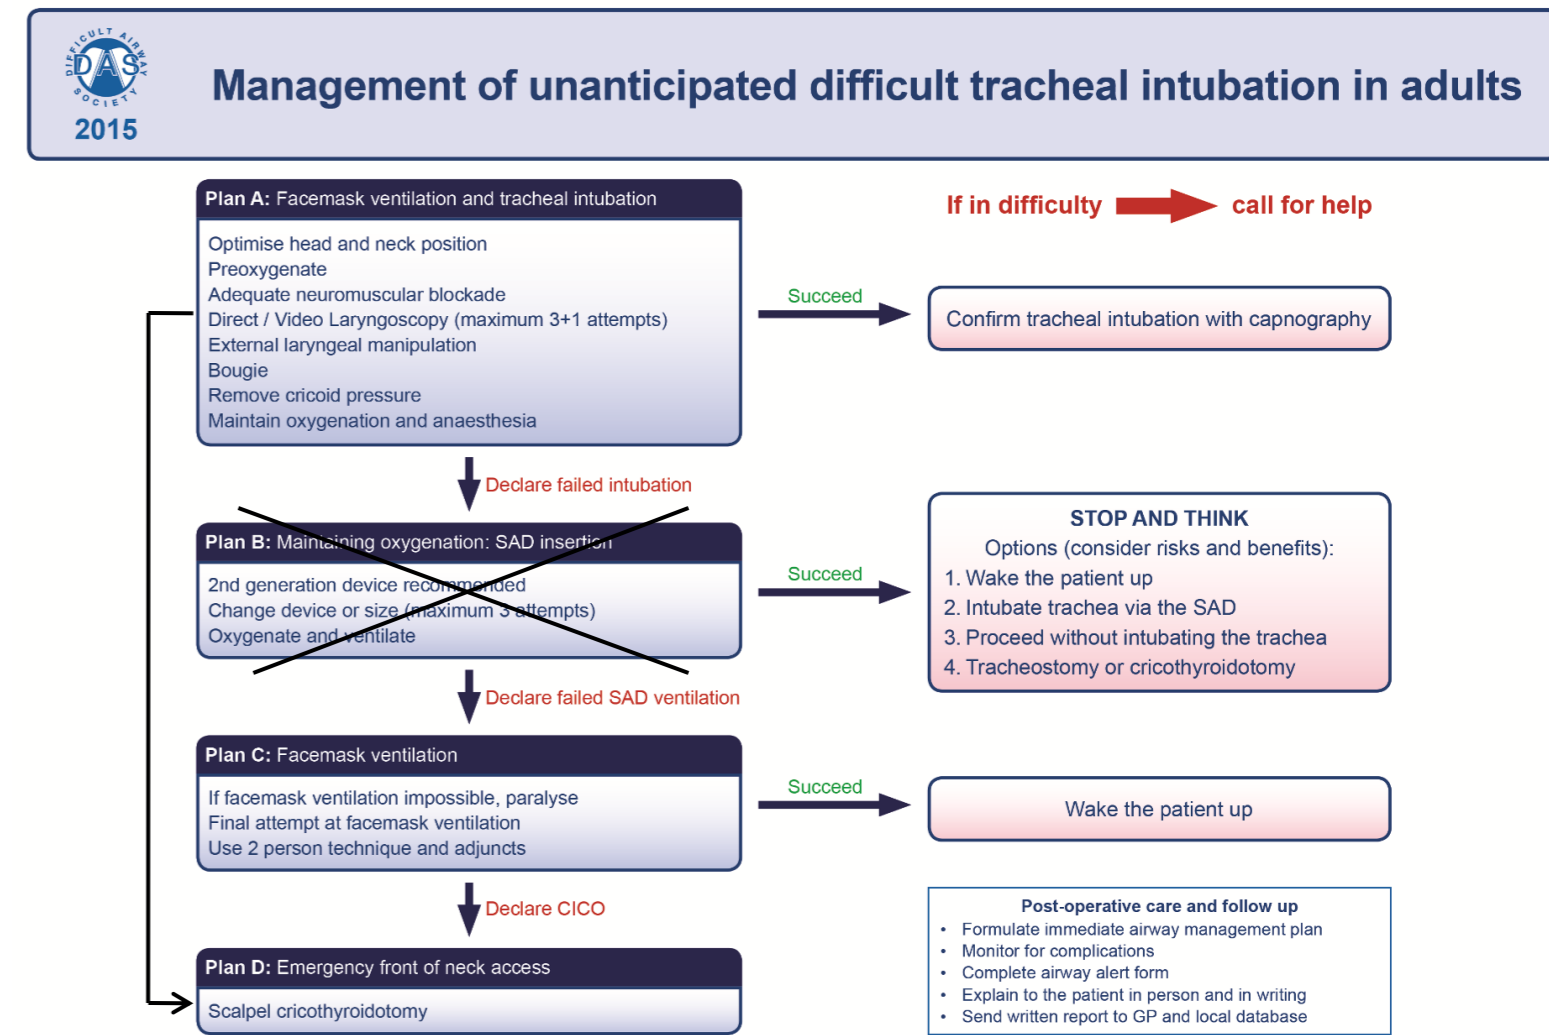 DIFFICULT AIRWAY
DAS
SOCIETY
2015
Management of unanticipated difficult tracheal intubation in adults
Plan A: Facemask ventilation and tracheal intubation
Optimise head and neck position
Preoxygenate
Adequate neuromuscular blockade
Direct / Video Laryngoscopy (maximum 3+1 attempts)
External laryngeal manipulation
Bougie
Remove cricoid pressure
Maintain oxygenation and anaesthesia
If in difficulty
call for help
Succeed
Confirm tracheal intubation with capnography
Declare failed intubation
Plan B: Maintaining oxygenation: SAD insertion
2nd generation device recommended
Change device or size (maximum 3 attempts)
Oxygenate and ventilate
Succeed
STOP AND THINK
Options (consider risks and benefits):
1. Wake the patient up
2. Intubate trachea via the SAD
3. Proceed without intubating the trachea
4. Tracheostomy or cricothyroidotomy
Declare failed SAD ventilation
Plan C: Facemask ventilation
If facemask ventilation impossible, paralyse
Final attempt at facemask ventilation
Use 2 person technique and adjuncts
Succeed
Wake the patient up
Declare CICO
Plan D: Emergency front of neck access
Scalpel cricothyroidotomy
Post-operative care and follow up
• Formulate immediate airway management plan
• Monitor for complications
• Complete airway alert form
• Explain to the patient in person and in writing
• Send written report to GP and local database